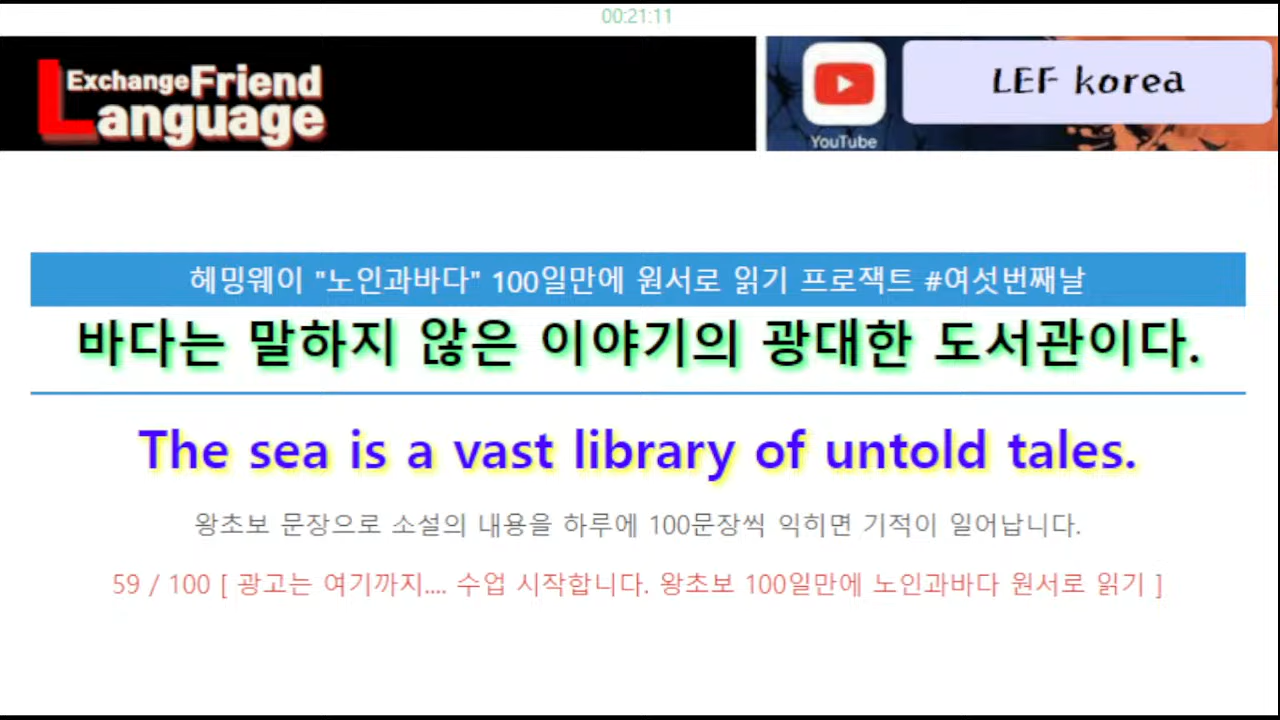 00:21:11
ExchangeFriend
Language
LEF korea
YouTube
헤밍웨이 "노인과바다" 100일만에 원서로 읽기 프로잭트 #여섯번째날
바다는 말하지 않은 이야기의 광대한 도서관이다.
The sea is a vast library of untold tales.
왕초보 문장으로 소설의 내용을 하루에 100문장씩 익히면 기적이 일어납니다.
59 / 100 [ 광고는 여기까지.... 수업 시작합니다. 왕초보 100일만에 노인과바다 원서로 읽기 ]